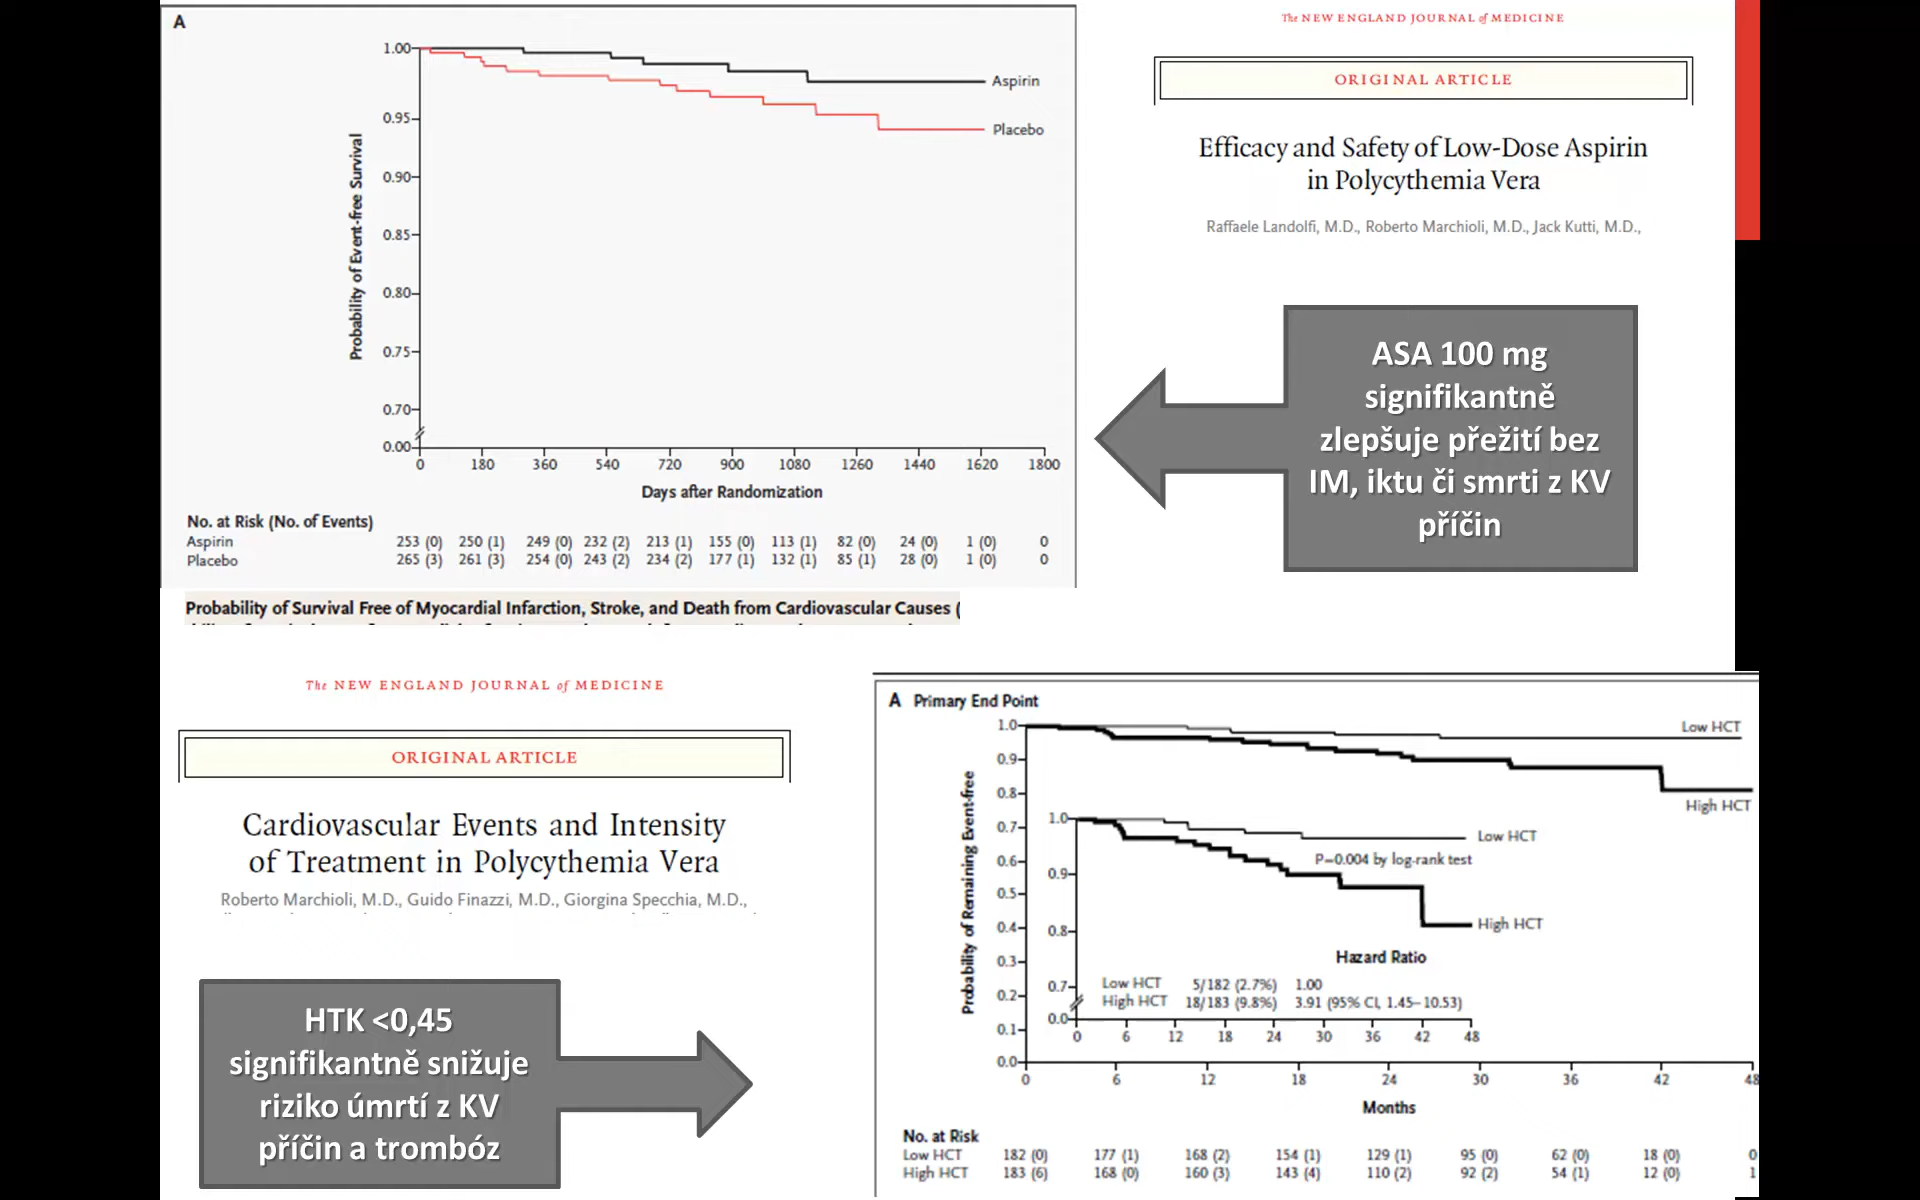 A
1.00
0.95
0.90
0.85
0.80
0.75
0.70
0.00
Probability of Event-free Survival
Aspirin
Placebo
0 180 360 540 720 900 1080 1260 1440 1620 1800
Days after Randomization
No. at Risk (No. of Events)
Aspirin 253 (0) 250 (1) 249 (0) 232 (2) 213 (1) 155 (0) 113 (1) 82 (0) 24 (0) 1 (0) 0
Placebo 265 (3) 261 (3) 254 (0) 243 (2) 234 (2) 177 (1) 132 (1) 85 (1) 28 (0) 1 (0) 0
Probability of Survival Free of Myocardial Infarction, Stroke, and Death from Cardiovascular Causes (
The NEW ENGLAND JOURNAL of MEDICINE
ORIGINAL ARTICLE
Efficacy and Safety of Low-Dose Aspirin
in Polycythemia Vera
Raffaele Landolfi, M.D., Roberto Marchioli, M.D., Jack Kutti, M.D.,
ASA 100 mg
signifikantně
zlepšuje přežití bez
IM, iktu či smrti z KV
příčin
The NEW ENGLAND JOURNAL of MEDICINE
ORIGINAL ARTICLE
Cardiovascular Events and Intensity
of Treatment in Polycythemia Vera
Roberto Marchioli, M.D., Guido Finazzi, M.D., Giorgina Specchia, M.D.,
HTK <0,45
signifikantně snižuje
riziko úmrtí z KV
příčin a trombóz
A Primary End Point
1.0
0.9
0.8
0.7
0.6
0.5
0.4
0.3
0.2
0.1
0.0
Probability of Remaining Event-free
Low HCT
High HCT
1.0
0.9
0.8
0.7
0.0
Low HCT
P=0.004 by log-rank test
High HCT
Hazard Ratio
Low HCT 5/182 (2.7%) 1.00
High HCT 18/183 (9.8%) 3.91 (95% CI, 1.45–10.53)
0 6 12 18 24 30 36 42 48
0 6 12 18 24 30 36 42 48
Months
No. at Risk
Low HCT 182 (0) 177 (1) 168 (2) 154 (1) 129 (1) 95 (0) 62 (0) 18 (0) 0
High HCT 183 (6) 168 (0) 160 (3) 143 (4) 110 (2) 92 (2) 54 (1) 12 (0) 1